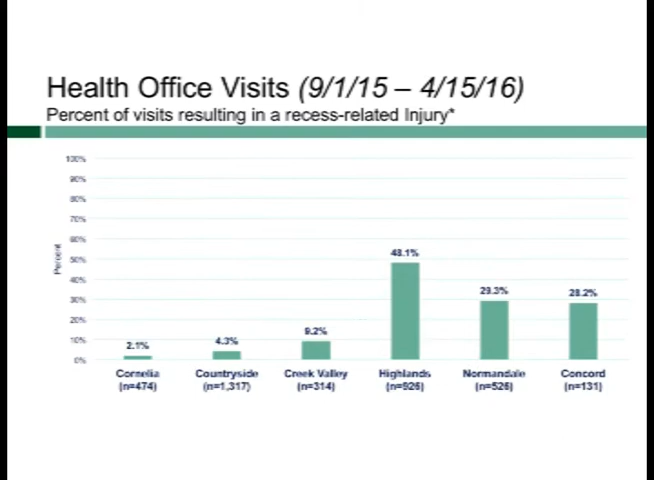 Health Office Visits (9/1/15 – 4/15/16)
Percent of visits resulting in a recess-related Injury*
100%
90%
80%
70%
60%
50%
40%
30%
20%
10%
0%
Percent
2.1%
4.3%
9.2%
48.1%
29.3%
28.2%
Cornelia
(n=474)
Countryside
(n=1,317)
Creek Valley
(n=314)
Highlands
(n=926)
Normandale
(n=526)
Concord
(n=131)